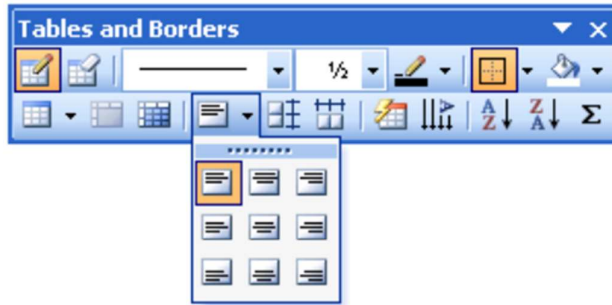 Tables and Borders
½
A
A Z Z A Σ